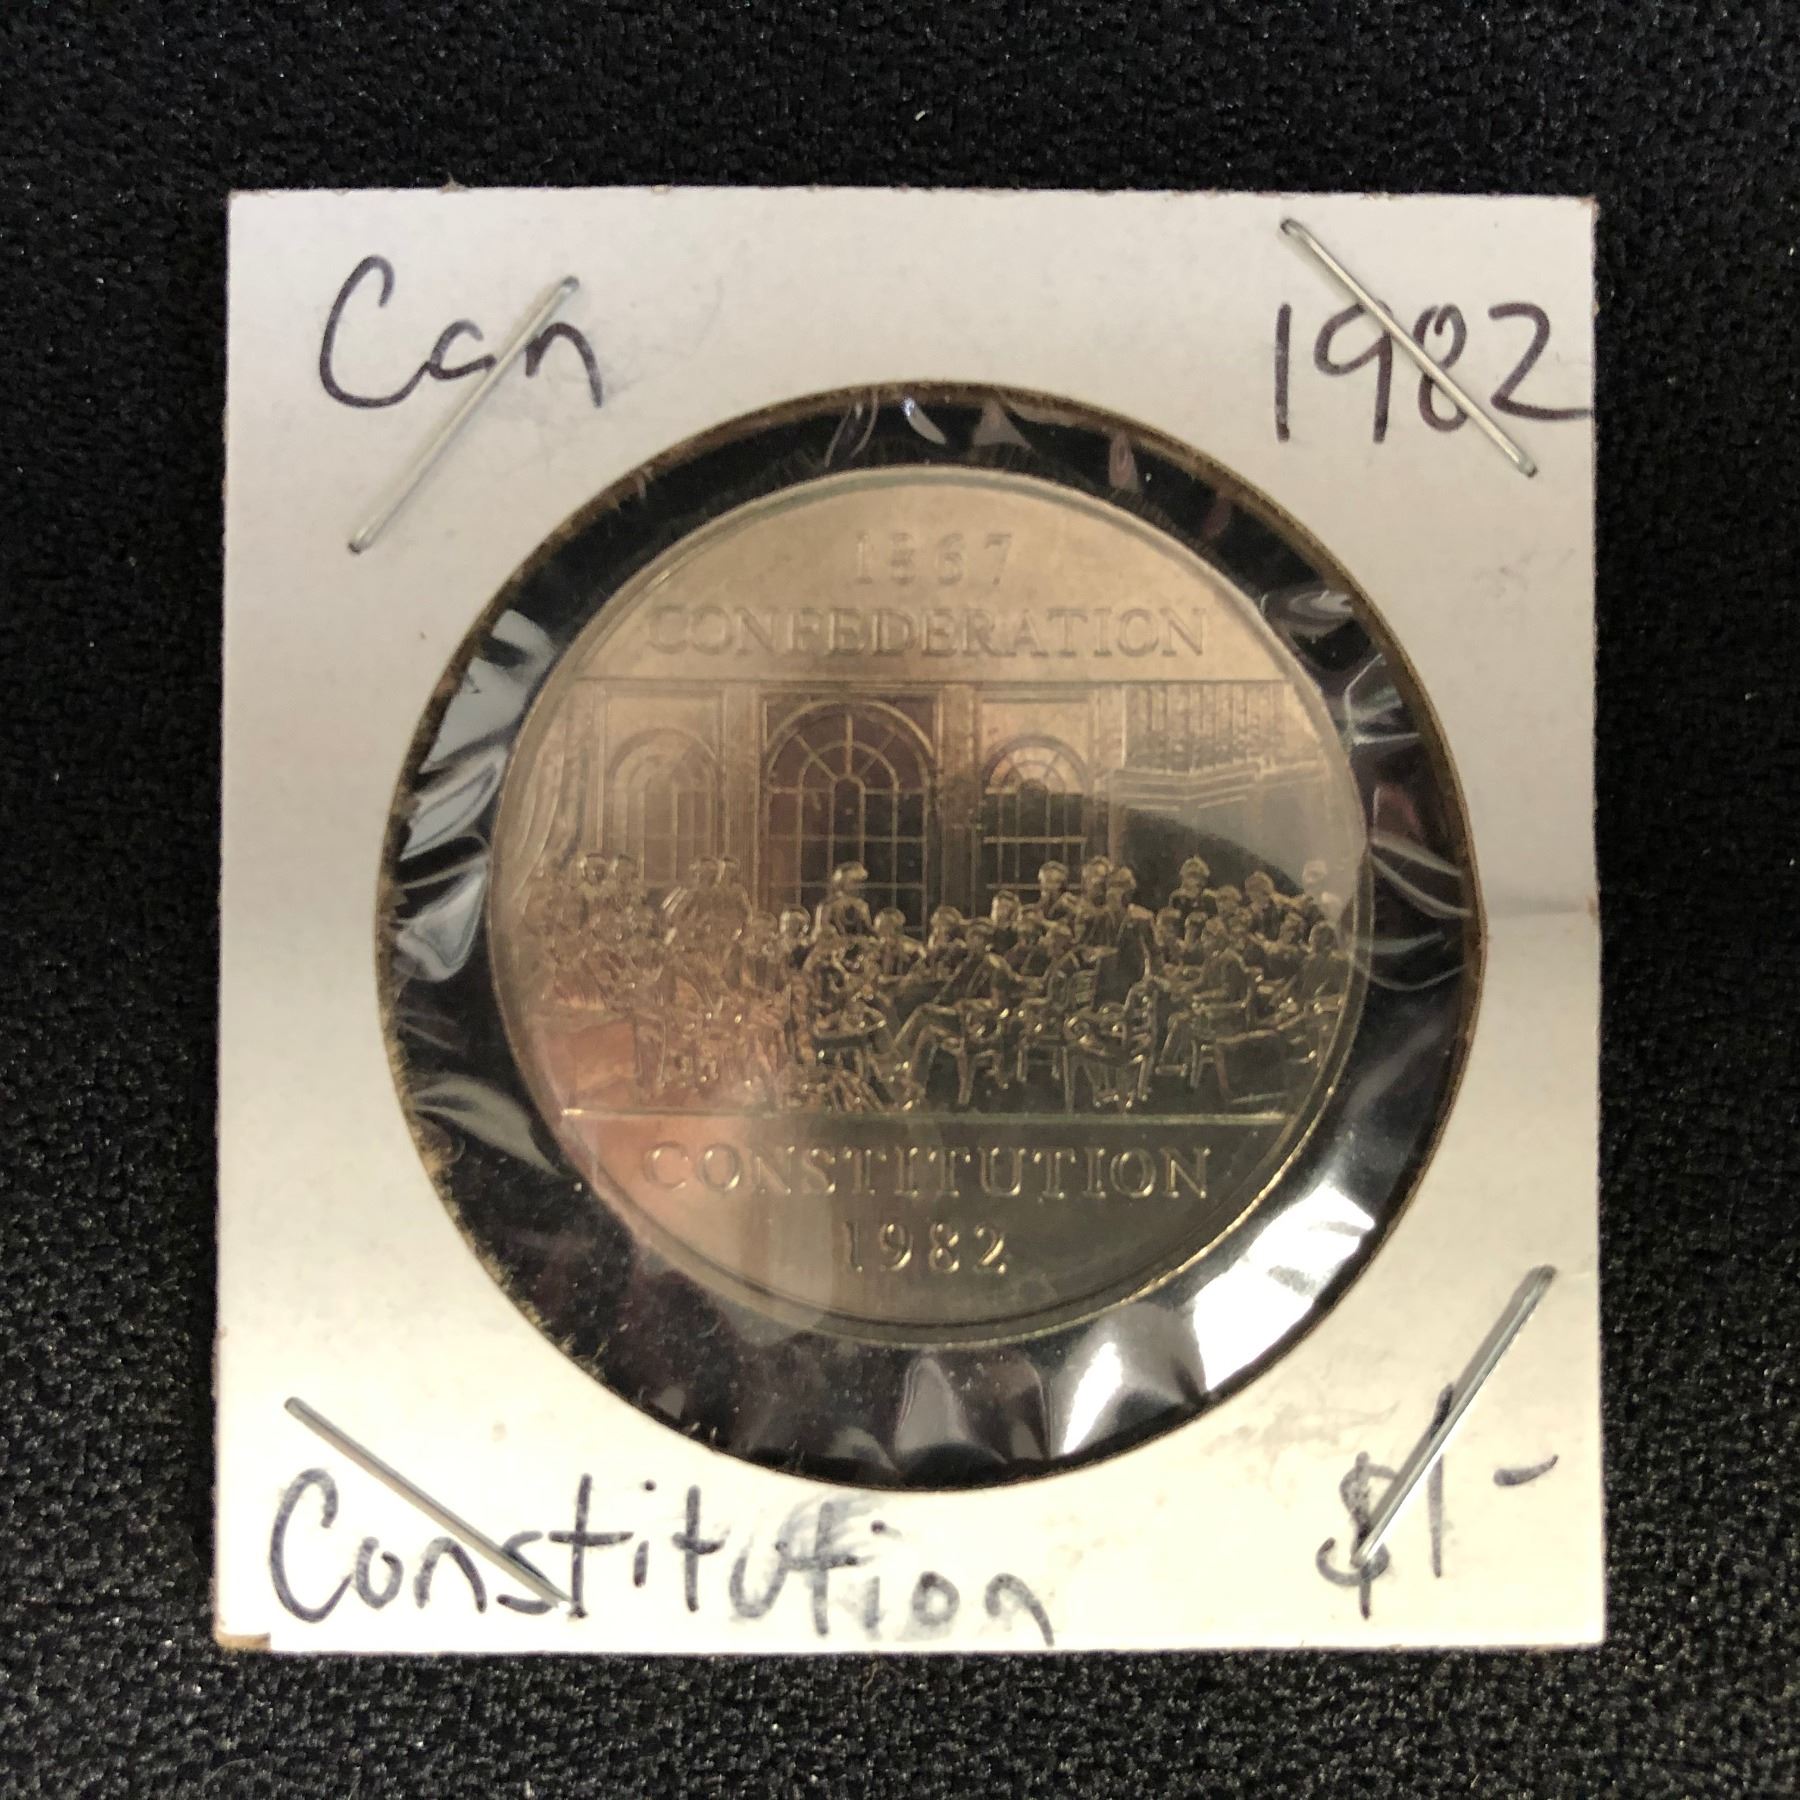 Can 1982
1867
CONFEDERATION
CONSTITUTION
1982
Constitution $1-